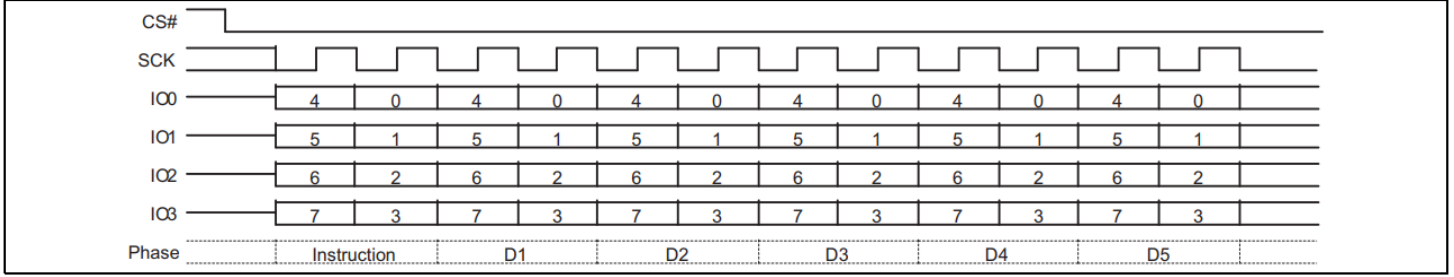 CS#
SCK
IO0 4 0 4 0 4 0 4 0 4 0 4 0
IO1 5 1 5 1 5 1 5 1 5 1 5 1
IO2 6 2 6 2 6 2 6 2 6 2 6 2
IO3 7 3 7 3 7 3 7 3 7 3 7 3
Phase Instruction D1 D2 D3 D4 D5